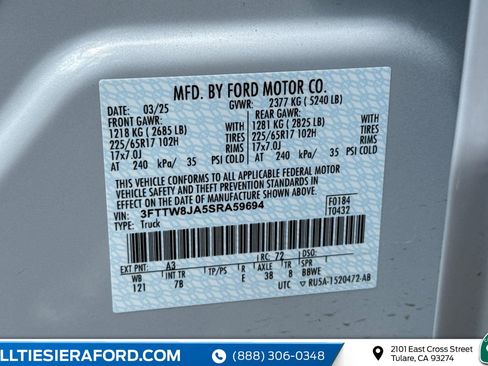 MFD. BY FORD MOTOR CO.
DATE: 03/25 GVWR: 2377 KG ( 5240 LB)
FRONT GAWR: REAR GAWR:
1218 KG ( 2685 LB) WITH 1281 KG ( 2825 LB) WITH
225/65R17 102H TIRES 225/65R17 102H TIRES
17x7.0J RIMS 17x7.0J RIMS
AT 240 kPa/ 35 PSI COLD AT 240 kPa/ 35 PSI COLD
THIS VEHICLE CONFORMS TO ALL APPLICABLE FEDERAL MOTOR
VEHICLE SAFETY STANDARDS IN
EFFECT ON THE DATE OF MANUFACTURE SHOWN ABOVE.
VIN: 3FTTW8JA5SRA59694 F0184
TYPE: Truck T0432
EXT PNT: A3 RC: 72 DSO:
WB INT TR TP/PS R AXLE TR SPR
121 7B E 38 8 BBWE
UTC RU5A-1520472-AB
LLTIESIERAFORD.COM (888) 306-0348 2101 East Cross Street
Tulare, CA 93274